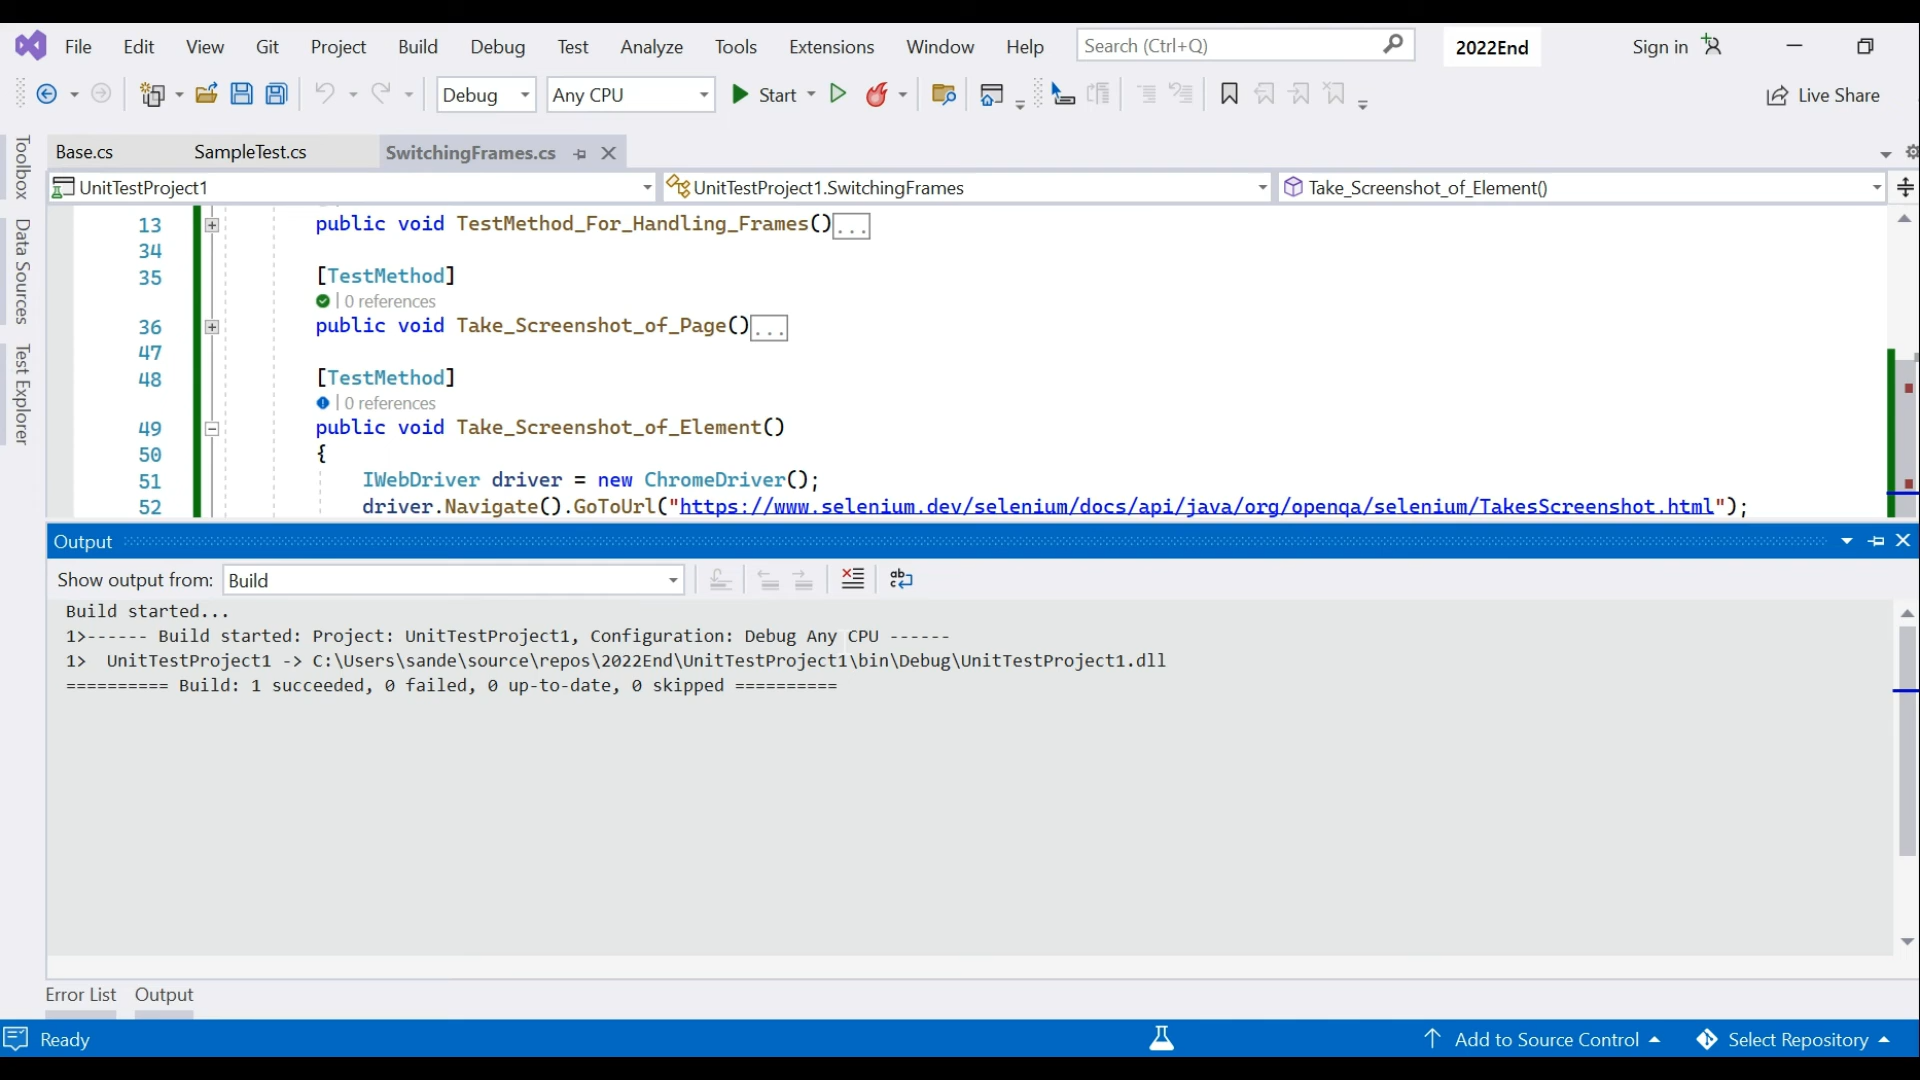 File Edit View Git Project Build Debug Test Analyze Tools Extensions Window Help Search (Ctrl+Q) 2022End Sign in
Debug Any CPU Start Live Share
Toolbox
Data Sources
Test Explorer
Base.cs SampleTest.cs SwitchingFrames.cs
UnitTestProject1 UnitTestProject1.SwitchingFrames Take_Screenshot_of_Element()
13 public void TestMethod_For_Handling_Frames()...
34
35 [TestMethod]
| 0 references
36 public void Take_Screenshot_of_Page()...
47
48 [TestMethod]
| 0 references
49 public void Take_Screenshot_of_Element()
50 {
51 IWebDriver driver = new ChromeDriver();
52 driver.Navigate().GoToUrl("https://www.selenium.dev/selenium/docs/api/java/org/openqa/selenium/TakesScreenshot.html");
Output
Show output from: Build
Build started...
1>------ Build started: Project: UnitTestProject1, Configuration: Debug Any CPU ------
1>  UnitTestProject1 -> C:\Users\sande\source\repos\2022End\UnitTestProject1\bin\Debug\UnitTestProject1.dll
========== Build: 1 succeeded, 0 failed, 0 up-to-date, 0 skipped ==========
Error List Output
Ready Add to Source Control Select Repository